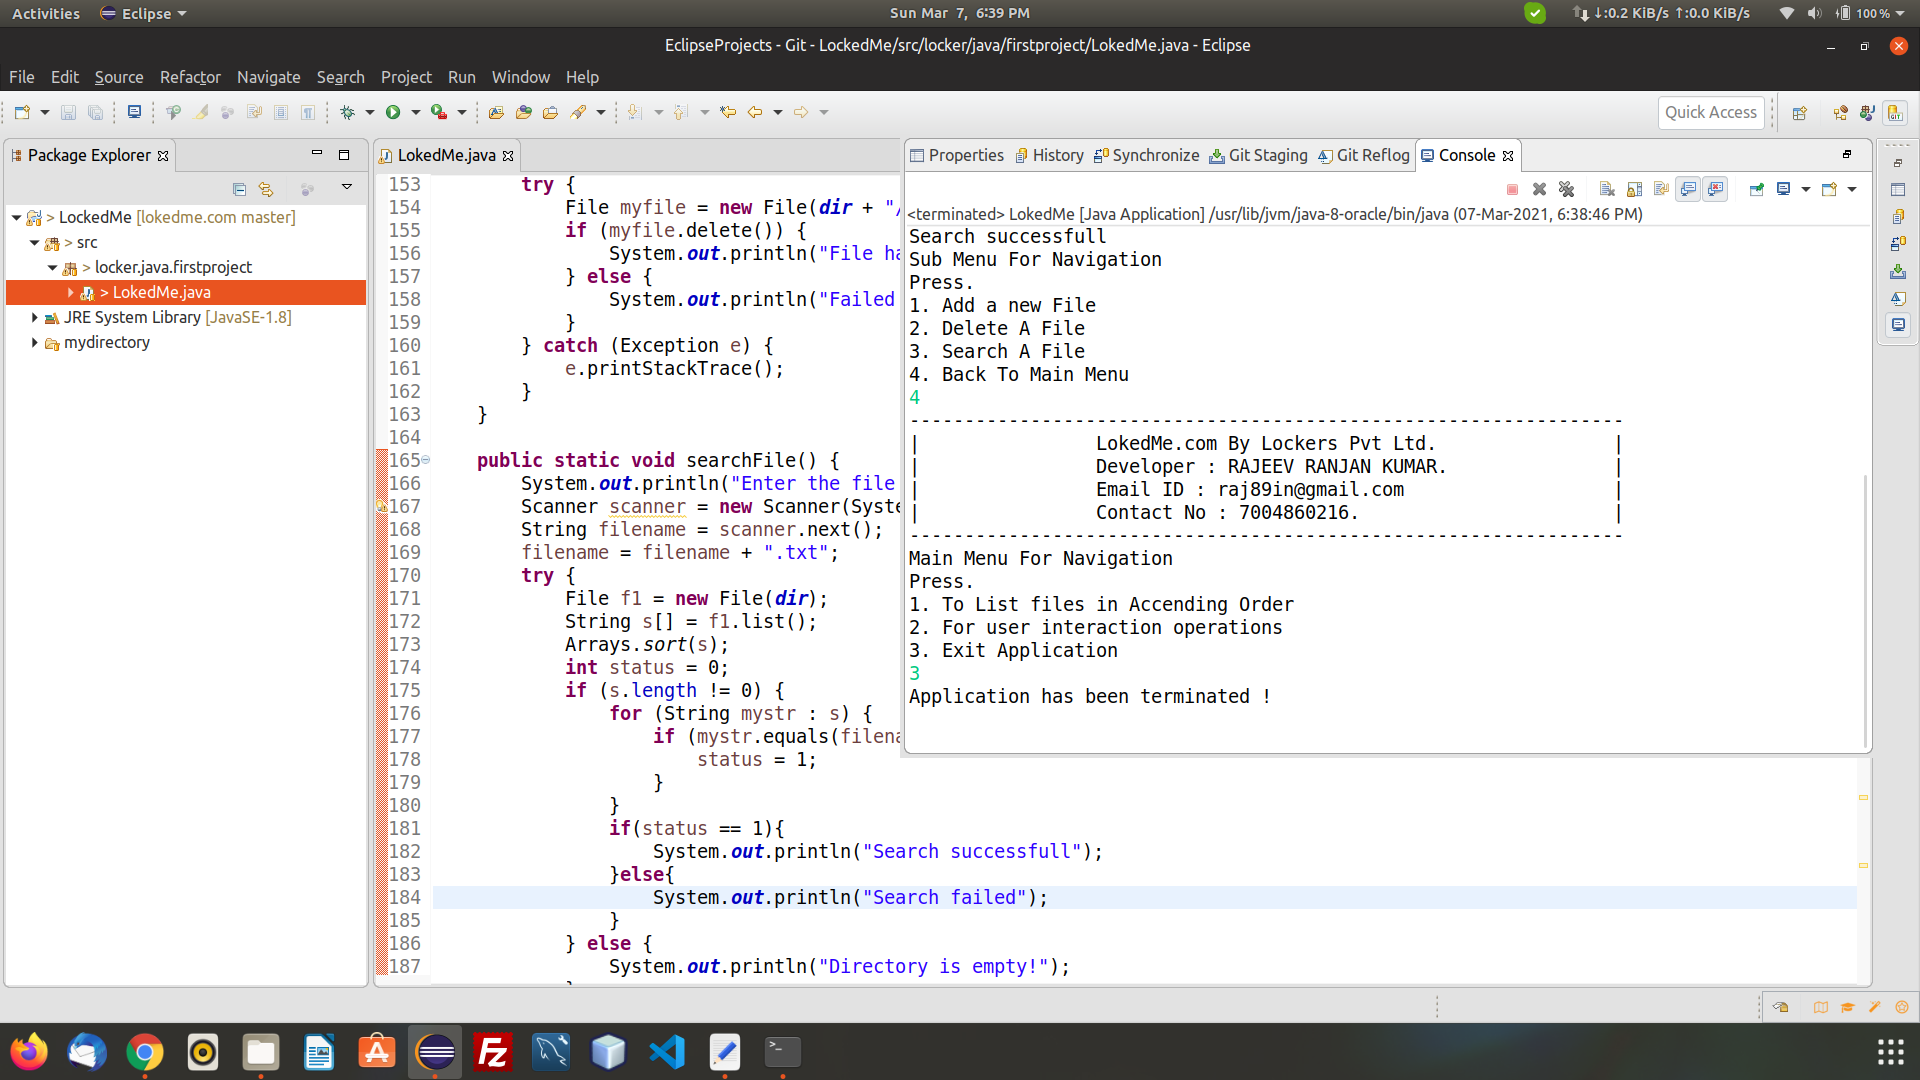 Activities Eclipse Sun Mar 7, 6:39 PM ↓:0.2 KiB/s ↑:0.0 KiB/s 100 %
EclipseProjects - Git - LockedMe/src/locker/java/firstproject/LokedMe.java - Eclipse
File Edit Source Refactor Navigate Search Project Run Window Help
Quick Access
Package Explorer
> LockedMe [lokedme.com master]
> src
> locker.java.firstproject
> LokedMe.java
JRE System Library [JavaSE-1.8]
mydirectory
LokedMe.java
153 try {
154 File myfile = new File(dir + "/
155 if (myfile.delete()) {
156 System.out.println("File ha
157 } else {
158 System.out.println("Failed
159 }
160 } catch (Exception e) {
161 e.printStackTrace();
162 }
163 }
164
165 public static void searchFile() {
166 System.out.println("Enter the file
167 Scanner scanner = new Scanner(Syste
168 String filename = scanner.next();
169 filename = filename + ".txt";
170 try {
171 File f1 = new File(dir);
172 String s[] = f1.list();
173 Arrays.sort(s);
174 int status = 0;
175 if (s.length != 0) {
176 for (String mystr : s) {
177 if (mystr.equals(filena
178 status = 1;
179 }
180 }
181 if(status == 1){
182 System.out.println("Search successfull");
183 }else{
184 System.out.println("Search failed");
185 }
186 } else {
187 System.out.println("Directory is empty!");
Properties History Synchronize Git Staging Git Reflog Console
<terminated> LokedMe [Java Application] /usr/lib/jvm/java-8-oracle/bin/java (07-Mar-2021, 6:38:46 PM)
Search successfull
Sub Menu For Navigation
Press.
1. Add a new File
2. Delete A File
3. Search A File
4. Back To Main Menu
4
-----------------------------------------------------------------
| LokedMe.com By Lockers Pvt Ltd. |
| Developer : RAJEEV RANJAN KUMAR. |
| Email ID : raj89in@gmail.com |
| Contact No : 7004860216. |
-----------------------------------------------------------------
Main Menu For Navigation
Press.
1. To List files in Accending Order
2. For user interaction operations
3. Exit Application
3
Application has been terminated !